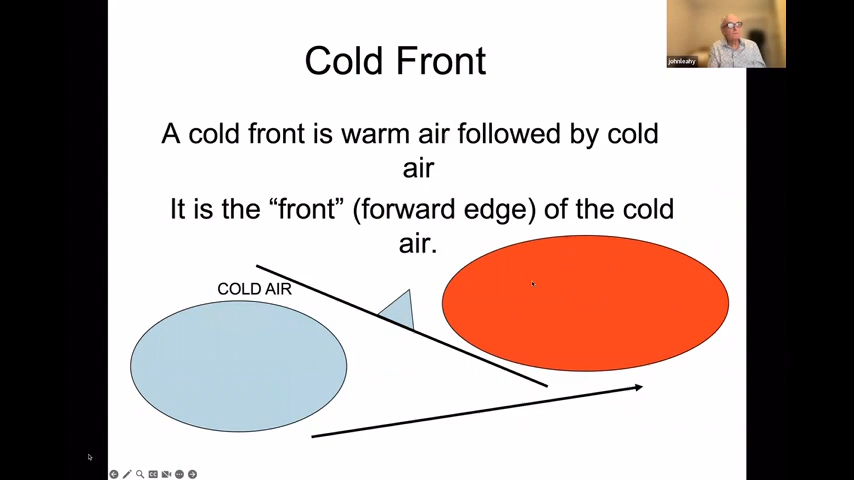 Cold Front
johnleahy
A cold front is warm air followed by cold
air
It is the “front” (forward edge) of the cold
air.
COLD AIR